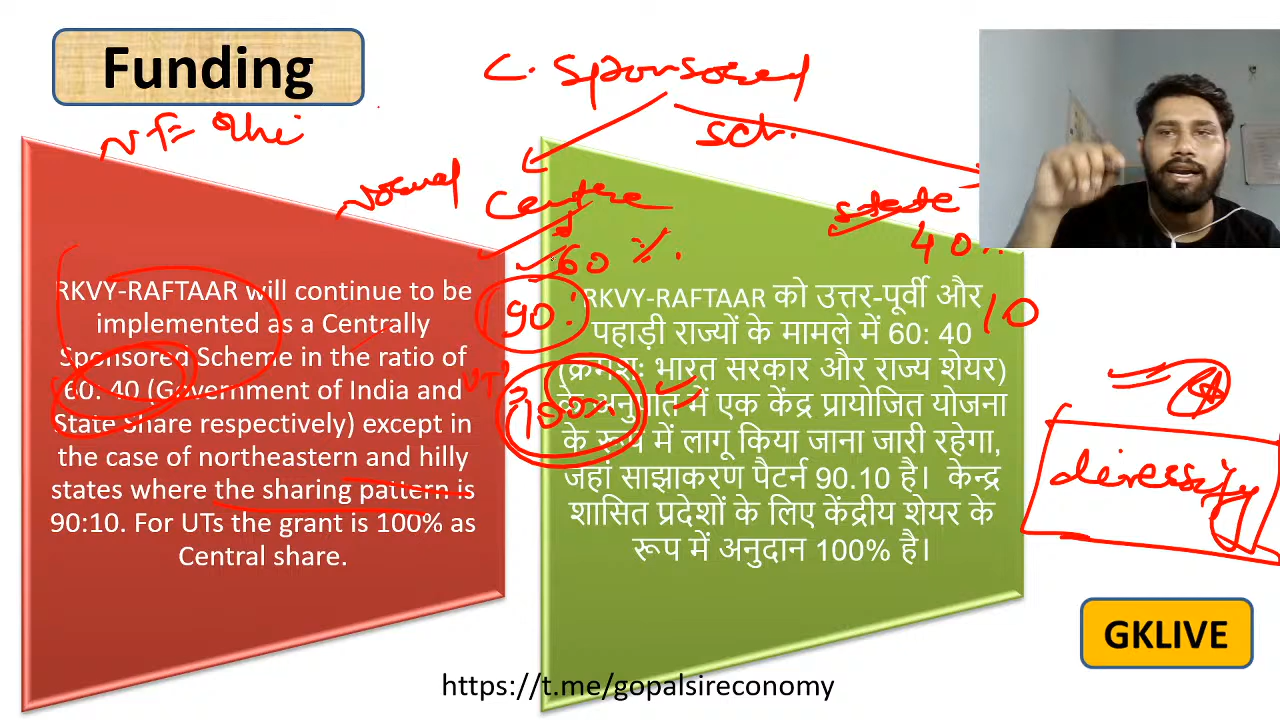 Funding
C. Sponsored
sch.
NE
Normal
Centre
State
60 %.
40%
90%
10
UT
100%
diversify
RKVY-RAFTAAR will continue to be
implemented as a Centrally
Sponsored Scheme in the ratio of
60: 40 (Government of India and
State Share respectively) except in
the case of northeastern and hilly
states where the sharing pattern is
90:10. For UTs the grant is 100% as
Central share.
RKVY-RAFTAAR को उत्तर-पूर्वी और
पहाड़ी राज्यों के मामले में 60: 40
(क्रमशः भारत सरकार और राज्य शेयर)
के अनुपात में एक केंद्र प्रायोजित योजना
के रूप में लागू किया जाना जारी रहेगा,
जहां साझाकरण पैटर्न 90.10 है। केन्द्र
शासित प्रदेशों के लिए केंद्रीय शेयर के
रूप में अनुदान 100% है।
GKLIVE
https://t.me/gopalsireconomy